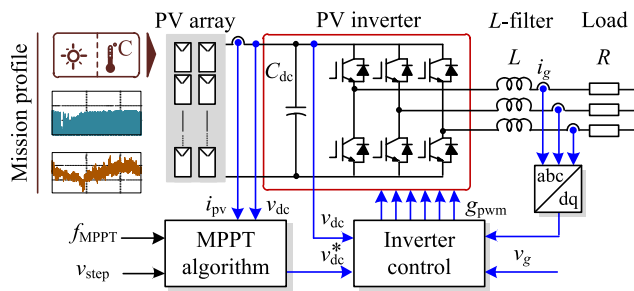 PV array
PV inverter
L-filter
Load
°C
Mission profile
C_dc
L
i_g
R
abc
dq
i_pv
v_dc
g_pwm
v_dc
f_MPPT
MPPT
algorithm
v*_dc
Inverter
control
v_step
v_g